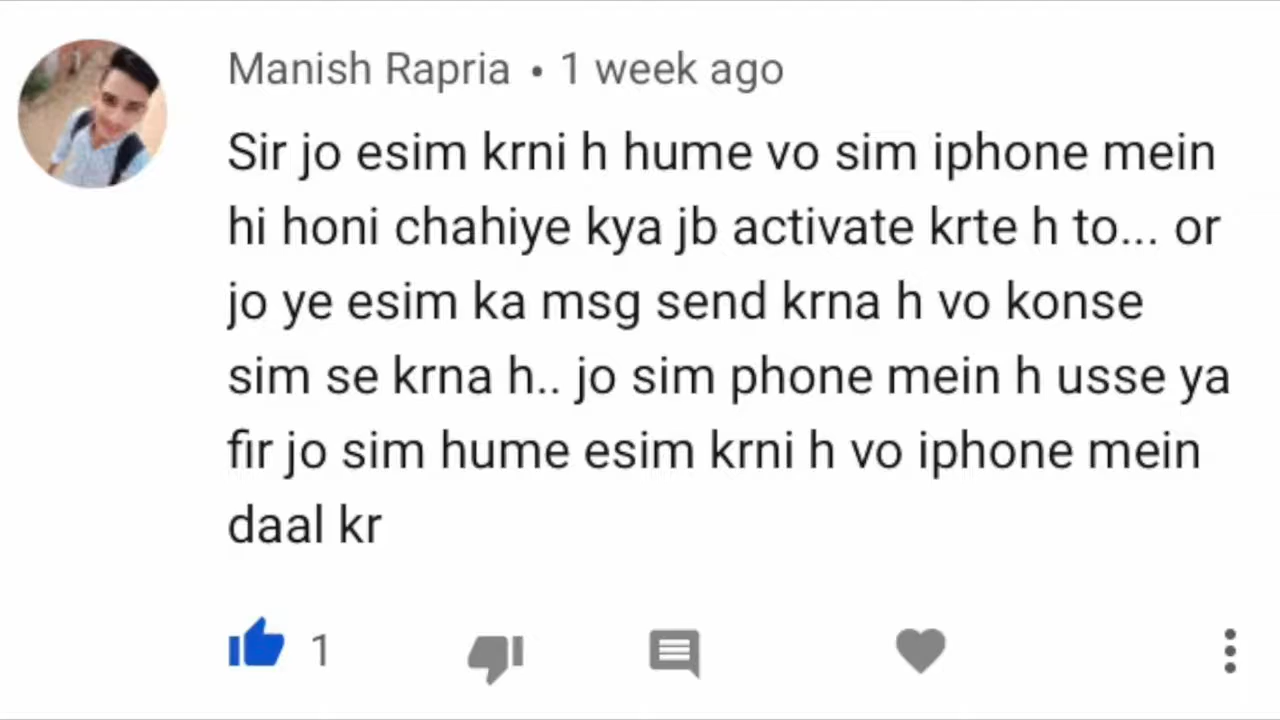 Manish Rapria • 1 week ago
Sir jo esim krni h hume vo sim iphone mein
hi honi chahiye kya jb activate krte h to... or
jo ye esim ka msg send krna h vo konse
sim se krna h.. jo sim phone mein h usse ya
fir jo sim hume esim krni h vo iphone mein
daal kr
1